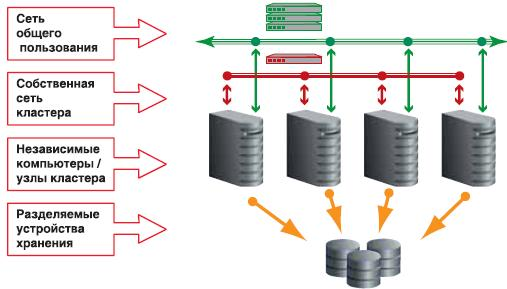 Сеть
общего
пользования
Собственная
сеть
кластера
Независимые
компьютеры /
узлы кластера
Разделяемые
устройства
хранения